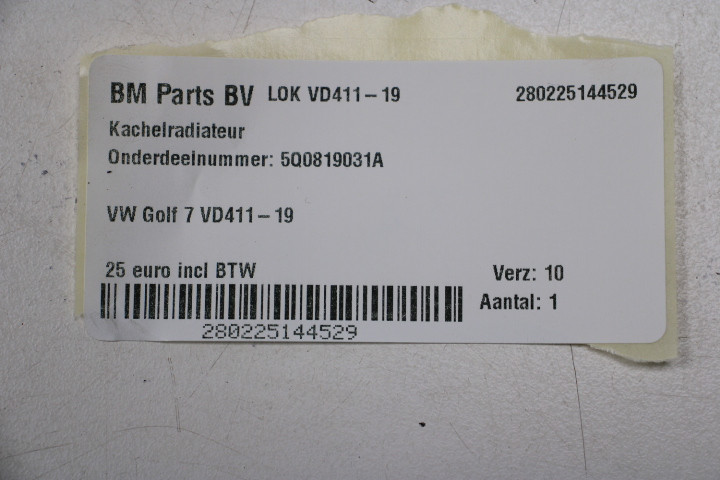 BM Parts BV LOK VD411-19 280225144529
Kachelradiateur
Onderdeelnummer: 5Q0819031A
VW Golf 7 VD411-19
25 euro incl BTW Verz: 10
Aantal: 1
280225144529